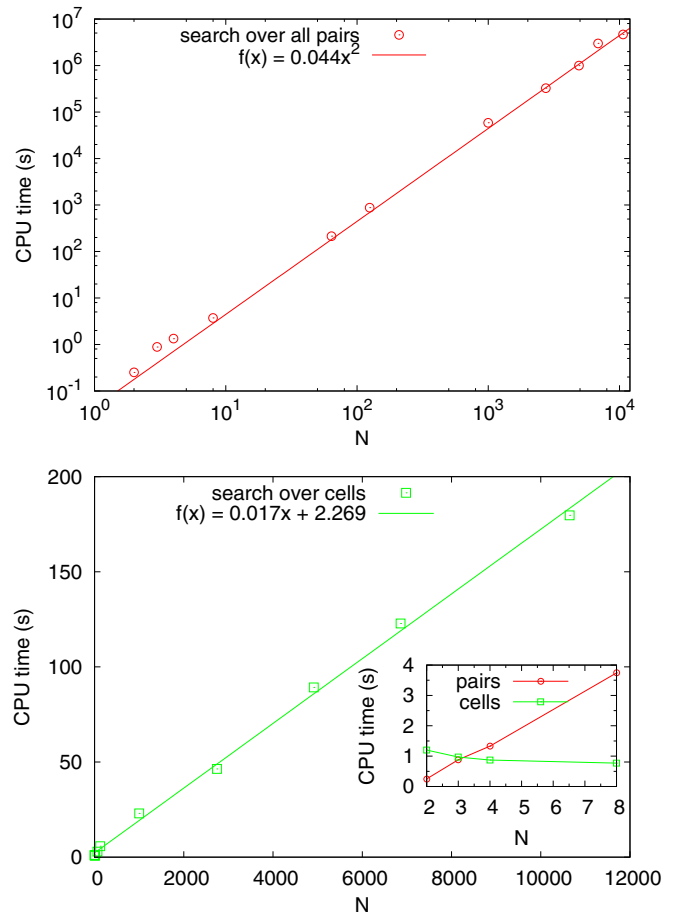 10^7
10^6
10^5
10^4
10^3
10^2
10^1
10^0
10^-1
CPU time (s)
search over all pairs
f(x) = 0.044x^2
10^0 10^1 10^2 10^3 10^4
N
200
150
100
50
0
CPU time (s)
search over cells
f(x) = 0.017x + 2.269
4
3
2
1
0
CPU time (s)
pairs
cells
2 3 4 5 6 7 8
N
0 2000 4000 6000 8000 10000 12000
N